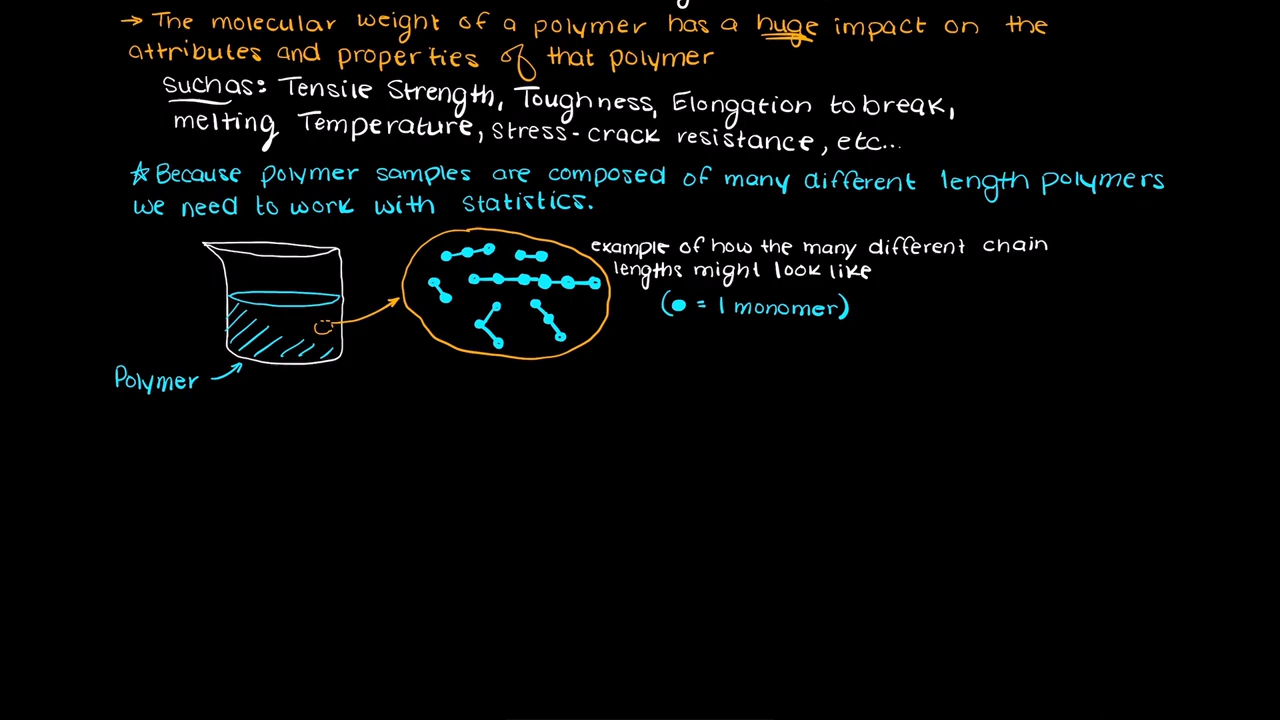 → The molecular weight of a polymer has a huge impact on the
attributes and properties of that polymer
such as: Tensile Strength, Toughness, Elongation to break,
melting Temperature, stress-crack resistance, etc...
☆Because polymer samples are composed of many different length polymers
we need to work with statistics.
example of how the many different chain
lengths might look like
(● = 1 monomer)
Polymer →